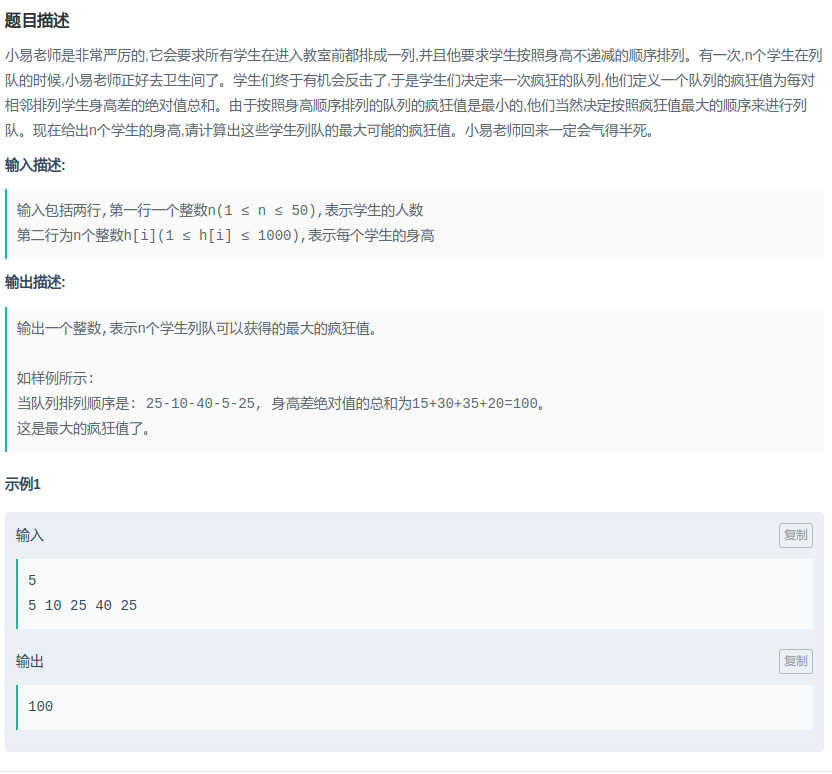 题目描述
小易老师是非常严厉的,它会要求所有学生在进入教室前都排成一列,并且他要求学生按照身高不递减的顺序排列。有一次,n个学生在列
队的时候,小易老师正好去卫生间了。学生们终于有机会反击了,于是学生们决定来一次疯狂的队列,他们定义一个队列的疯狂值为每对
相邻排列学生身高差的绝对值总和。由于按照身高顺序排列的队列的疯狂值是最小的,他们当然决定按照疯狂值最大的顺序来进行列
队。现在给出n个学生的身高,请计算出这些学生列队的最大可能的疯狂值。小易老师回来一定会气得半死。
输入描述:
输入包括两行,第一行一个整数n(1 ≤ n ≤ 50),表示学生的人数
第二行为n个整数h[i](1 ≤ h[i] ≤ 1000),表示每个学生的身高
输出描述:
输出一个整数,表示n个学生列队可以获得的最大的疯狂值。
如样例所示:
当队列排列顺序是: 25-10-40-5-25, 身高差绝对值的总和为15+30+35+20=100。
这是最大的疯狂值了。
示例1
输入
复制
5
5 10 25 40 25
输出
复制
100